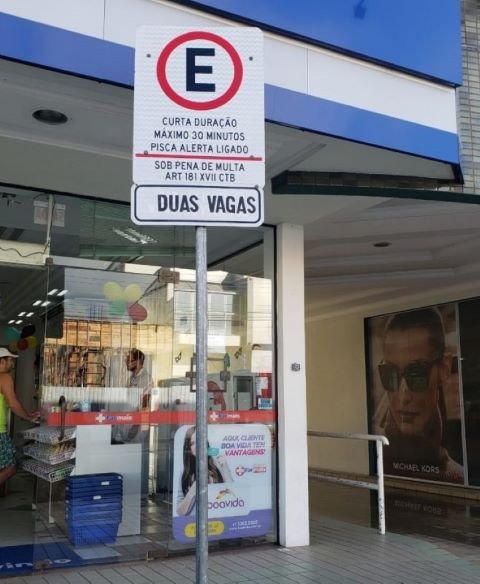 E
CURTA DURAÇÃO
MÁXIMO 30 MINUTOS
PISCA ALERTA LIGADO
SOB PENA DE MULTA
ART 181 XVII CTB
DUAS VAGAS
AQUI, CLIENTE
BOA VIDA TEM
VANTAGENS!
boavida
MICHAEL KORS